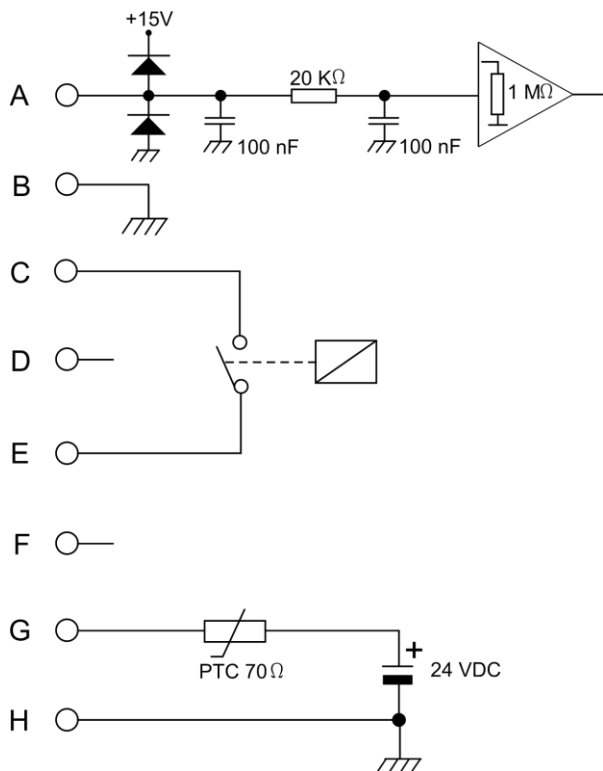 +15V
A
20 KΩ
1 MΩ
100 nF
100 nF
B
C
D
E
F
G
PTC 70Ω
+
24 VDC
H